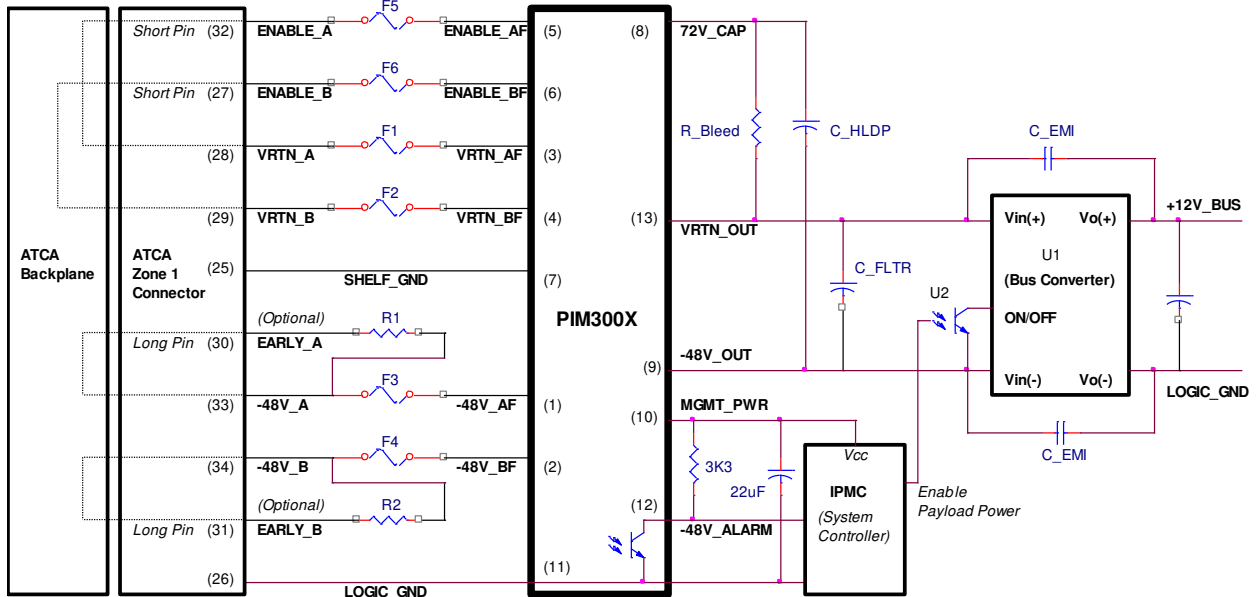 Short Pin (32) ENABLE_A F5 ENABLE_AF (5) (8) 72V_CAP
Short Pin (27) ENABLE_B F6 ENABLE_BF (6)
R_Bleed C_HLDP C_EMI
(28) VRTN_A F1 VRTN_AF (3)
(29) VRTN_B F2 VRTN_BF (4) (13) VRTN_OUT
Vin(+) Vo(+) +12V_BUS
ATCA
Backplane
ATCA
Zone 1
Connector
(25) SHELF_GND (7)
C_FLTR
U1
(Bus Converter)
U2
ON/OFF
PIM300X
(Optional) R1
Long Pin (30) EARLY_A
(9) -48V_OUT
Vin(-) Vo(-)
LOGIC_GND
(33) -48V_A F3 -48V_AF (1)
(10) MGMT_PWR
C_EMI
(34) -48V_B F4 -48V_BF (2)
3K3 22uF
Vcc
IPMC
(System
Controller)
Enable
Payload Power
(Optional) R2
Long Pin (31) EARLY_B
(12) -48V_ALARM
(26) LOGIC_GND (11)